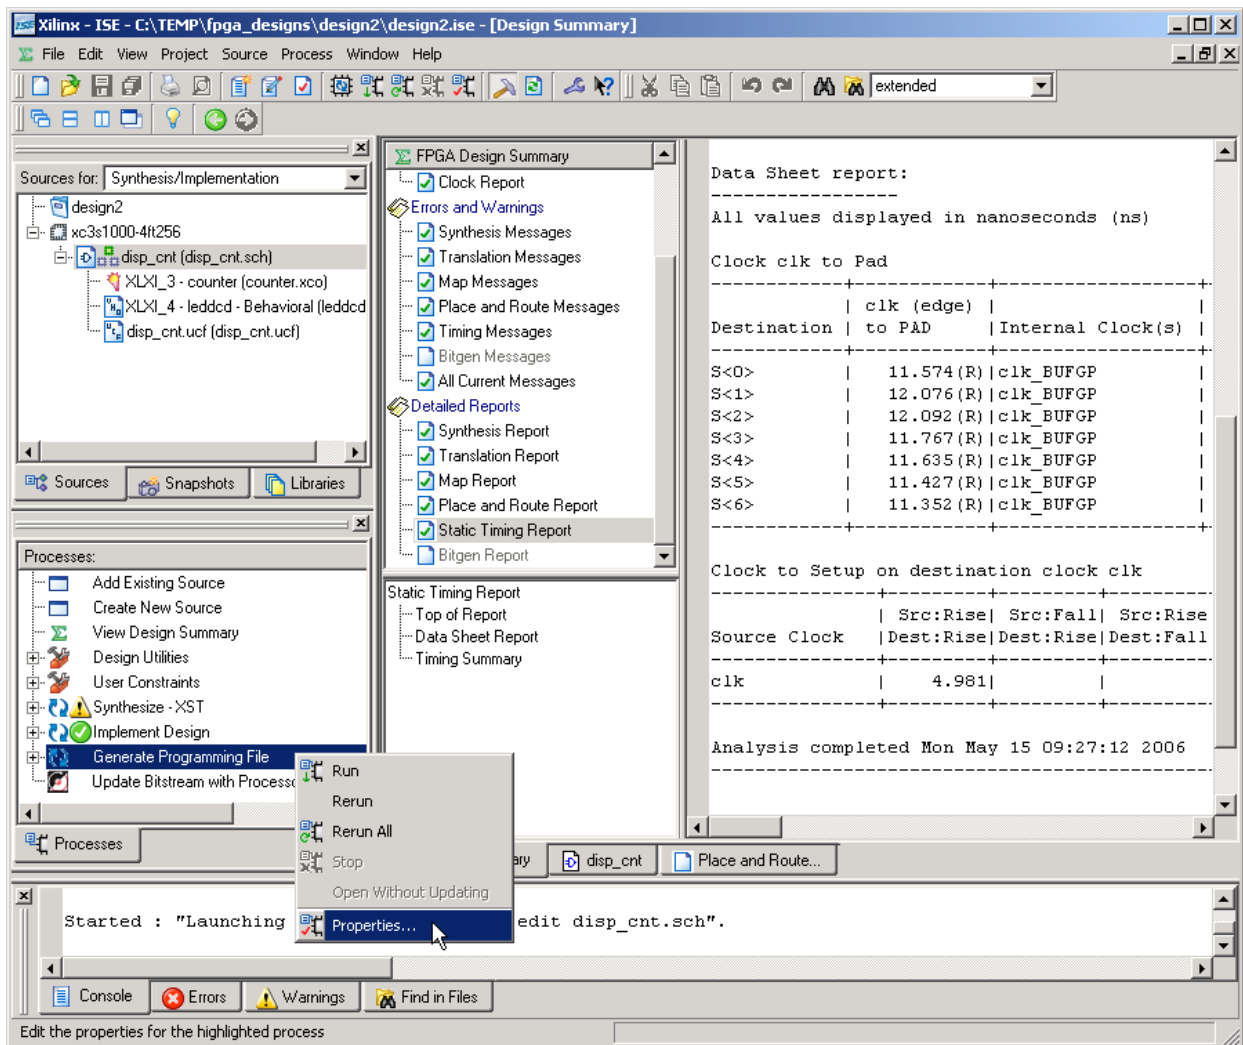 Xilinx - ISE - C:\TEMP\fpga_designs\design2\design2.ise - [Design Summary]
File Edit View Project Source Process Window Help
extended
Sources for: Synthesis/Implementation
design2
xc3s1000-4ft256
disp_cnt (disp_cnt.sch)
XLXI_3 - counter (counter.xco)
XLXI_4 - leddcd - Behavioral (leddcd
disp_cnt.ucf (disp_cnt.ucf)
Sources Snapshots Libraries
Processes:
Add Existing Source
Create New Source
View Design Summary
Design Utilities
User Constraints
Synthesize - XST
Implement Design
Generate Programming File
Update Bitstream with Processo
Processes
Run
Rerun
Rerun All
Stop
Open Without Updating
Properties...
FPGA Design Summary
Clock Report
Errors and Warnings
Synthesis Messages
Translation Messages
Map Messages
Place and Route Messages
Timing Messages
Bitgen Messages
All Current Messages
Detailed Reports
Synthesis Report
Translation Report
Map Report
Place and Route Report
Static Timing Report
Bitgen Report
Static Timing Report
Top of Report
Data Sheet Report
Timing Summary
Data Sheet report:
-----------------
All values displayed in nanoseconds (ns)
Clock clk to Pad
------------+------------+------------------+-
| clk (edge) | |
Destination | to PAD |Internal Clock(s) |
------------+------------+------------------+-
S<0> | 11.574(R)|clk_BUFGP |
S<1> | 12.076(R)|clk_BUFGP |
S<2> | 12.092(R)|clk_BUFGP |
S<3> | 11.767(R)|clk_BUFGP |
S<4> | 11.635(R)|clk_BUFGP |
S<5> | 11.427(R)|clk_BUFGP |
S<6> | 11.352(R)|clk_BUFGP |
------------+------------+------------------+-
Clock to Setup on destination clock clk
---------------+---------+---------+---------
| Src:Rise| Src:Fall| Src:Rise
Source Clock |Dest:Rise|Dest:Rise|Dest:Fall
---------------+---------+---------+---------
clk | 4.981| |
---------------+---------+---------+---------
Analysis completed Mon May 15 09:27:12 2006
---------------------------------------------
ary disp_cnt Place and Route...
Started : "Launching edit disp_cnt.sch".
Console Errors Warnings Find in Files
Edit the properties for the highlighted process